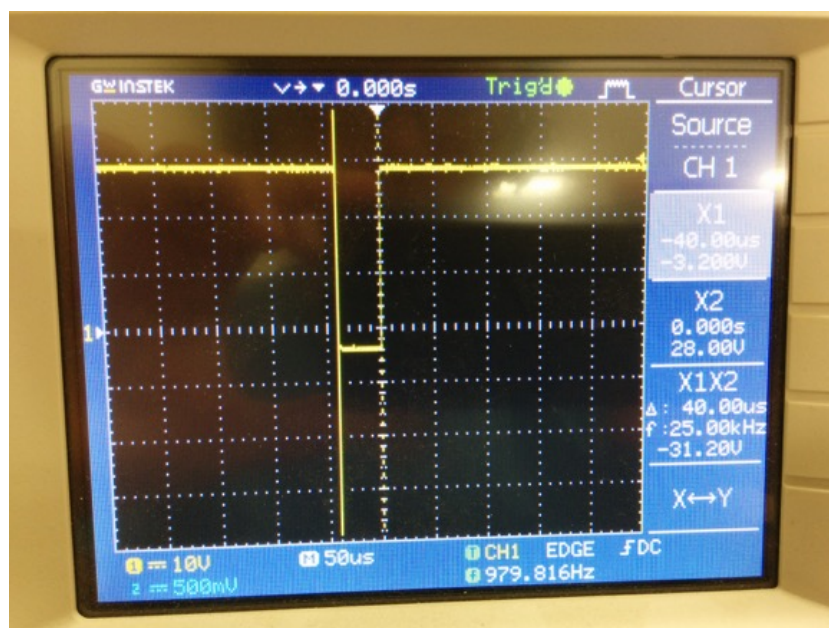 GW INSTEK 0.000s Trig'd Cursor
Source
CH 1
X1
-40.00us
-3.200V
X2
0.000s
28.00V
X1X2
Δ: 40.00us
f:25.00kHz
-31.20V
X↔Y
1
1 10V M 50us T CH1 EDGE DC
2 500mV f 979.816Hz